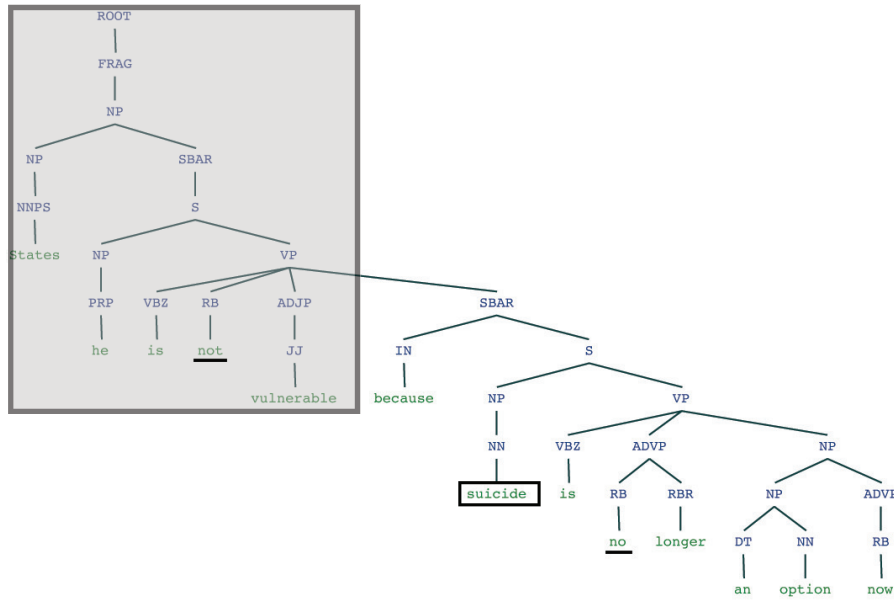 ROOT
FRAG
NP
NP SBAR
NNPS S
States NP VP
PRP VBZ RB ADJP SBAR
he is not JJ IN S
vulnerable because NP VP
NN VBZ ADVP NP
suicide is RB RBR NP ADVP
no longer DT NN RB
an option now